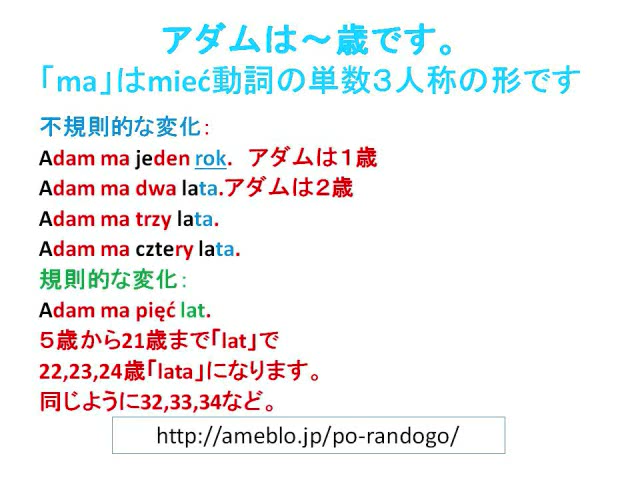 アダムは～歳です。
「ma」はmieć動詞の単数３人称の形です
不規則的な変化：
Adam ma jeden rok. アダムは１歳
Adam ma dwa lata.アダムは２歳
Adam ma trzy lata.
Adam ma cztery lata.
規則的な変化：
Adam ma pięć lat.
５歳から21歳まで「lat」で
22,23,24歳「lata」になります。
同じように32,33,34など。
http://ameblo.jp/po-randogo/